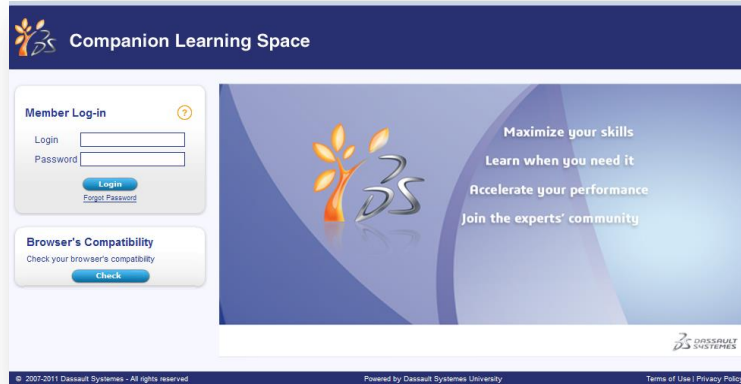 Companion Learning Space
Member Log-in ?
Login
Password
Login
Forgot Password
Browser's Compatibility
Check your browser's compatibility
Check
Maximize your skills
Learn when you need it
Accelerate your performance
Join the experts' community
DASSAULT
SYSTEMES
© 2007-2011 Dassault Systemes - All rights reserved
Powered by Dassault Systemes University
Terms of Use | Privacy Policy